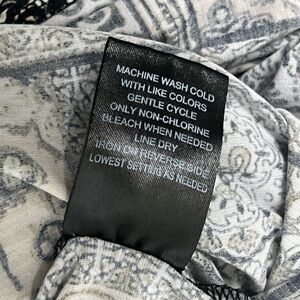 MACHINE WASH COLD
WITH LIKE COLORS
GENTLE CYCLE
ONLY NON-CHLORINE
BLEACH WHEN NEEDED
LINE DRY
IRON ON REVERSE SIDE
LOWEST SETTING AS NEEDED